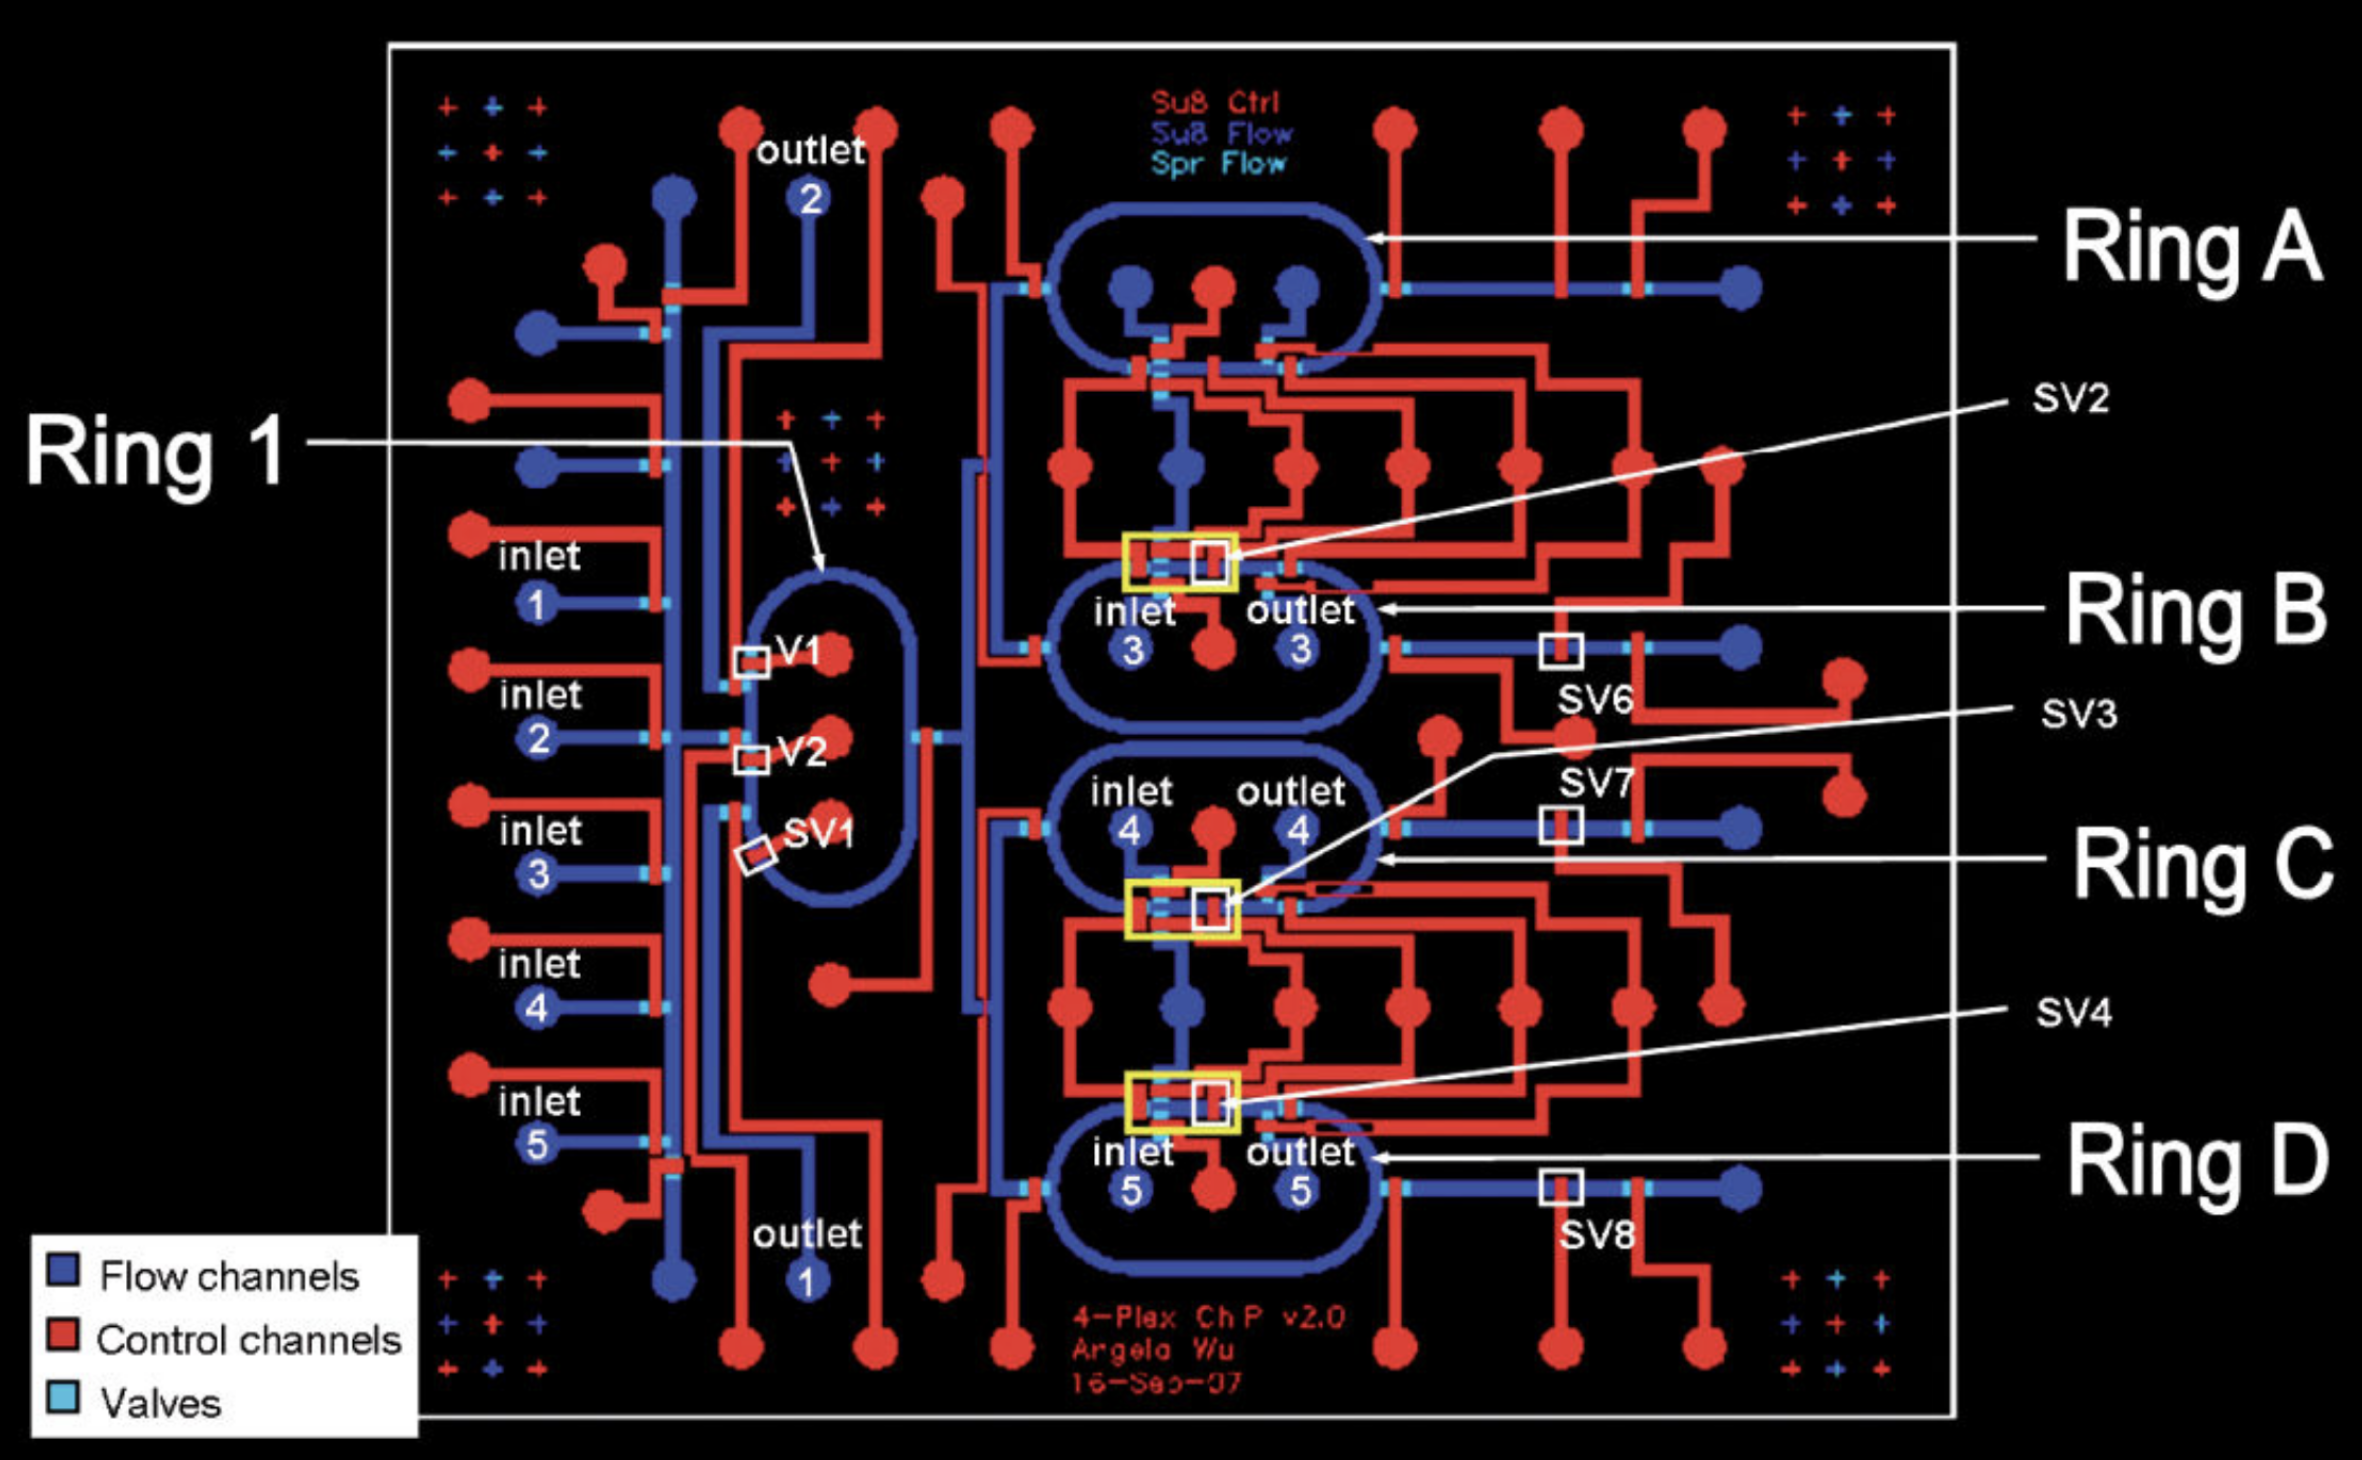 Su8 Ctrl
Su8 Flow
Spr Flow
outlet
2
Ring A
SV2
Ring 1
inlet
1
inlet
3
outlet
3
Ring B
V1
inlet
2
SV6
SV3
V2
SV7
inlet
4
outlet
4
inlet
3
SV1
Ring C
inlet
4
SV4
inlet
5
inlet
5
outlet
5
Ring D
outlet
1
SV8
Flow channels
Control channels
Valves
4-Plex Ch P v2.0
Angela Wu
16-Sep-07